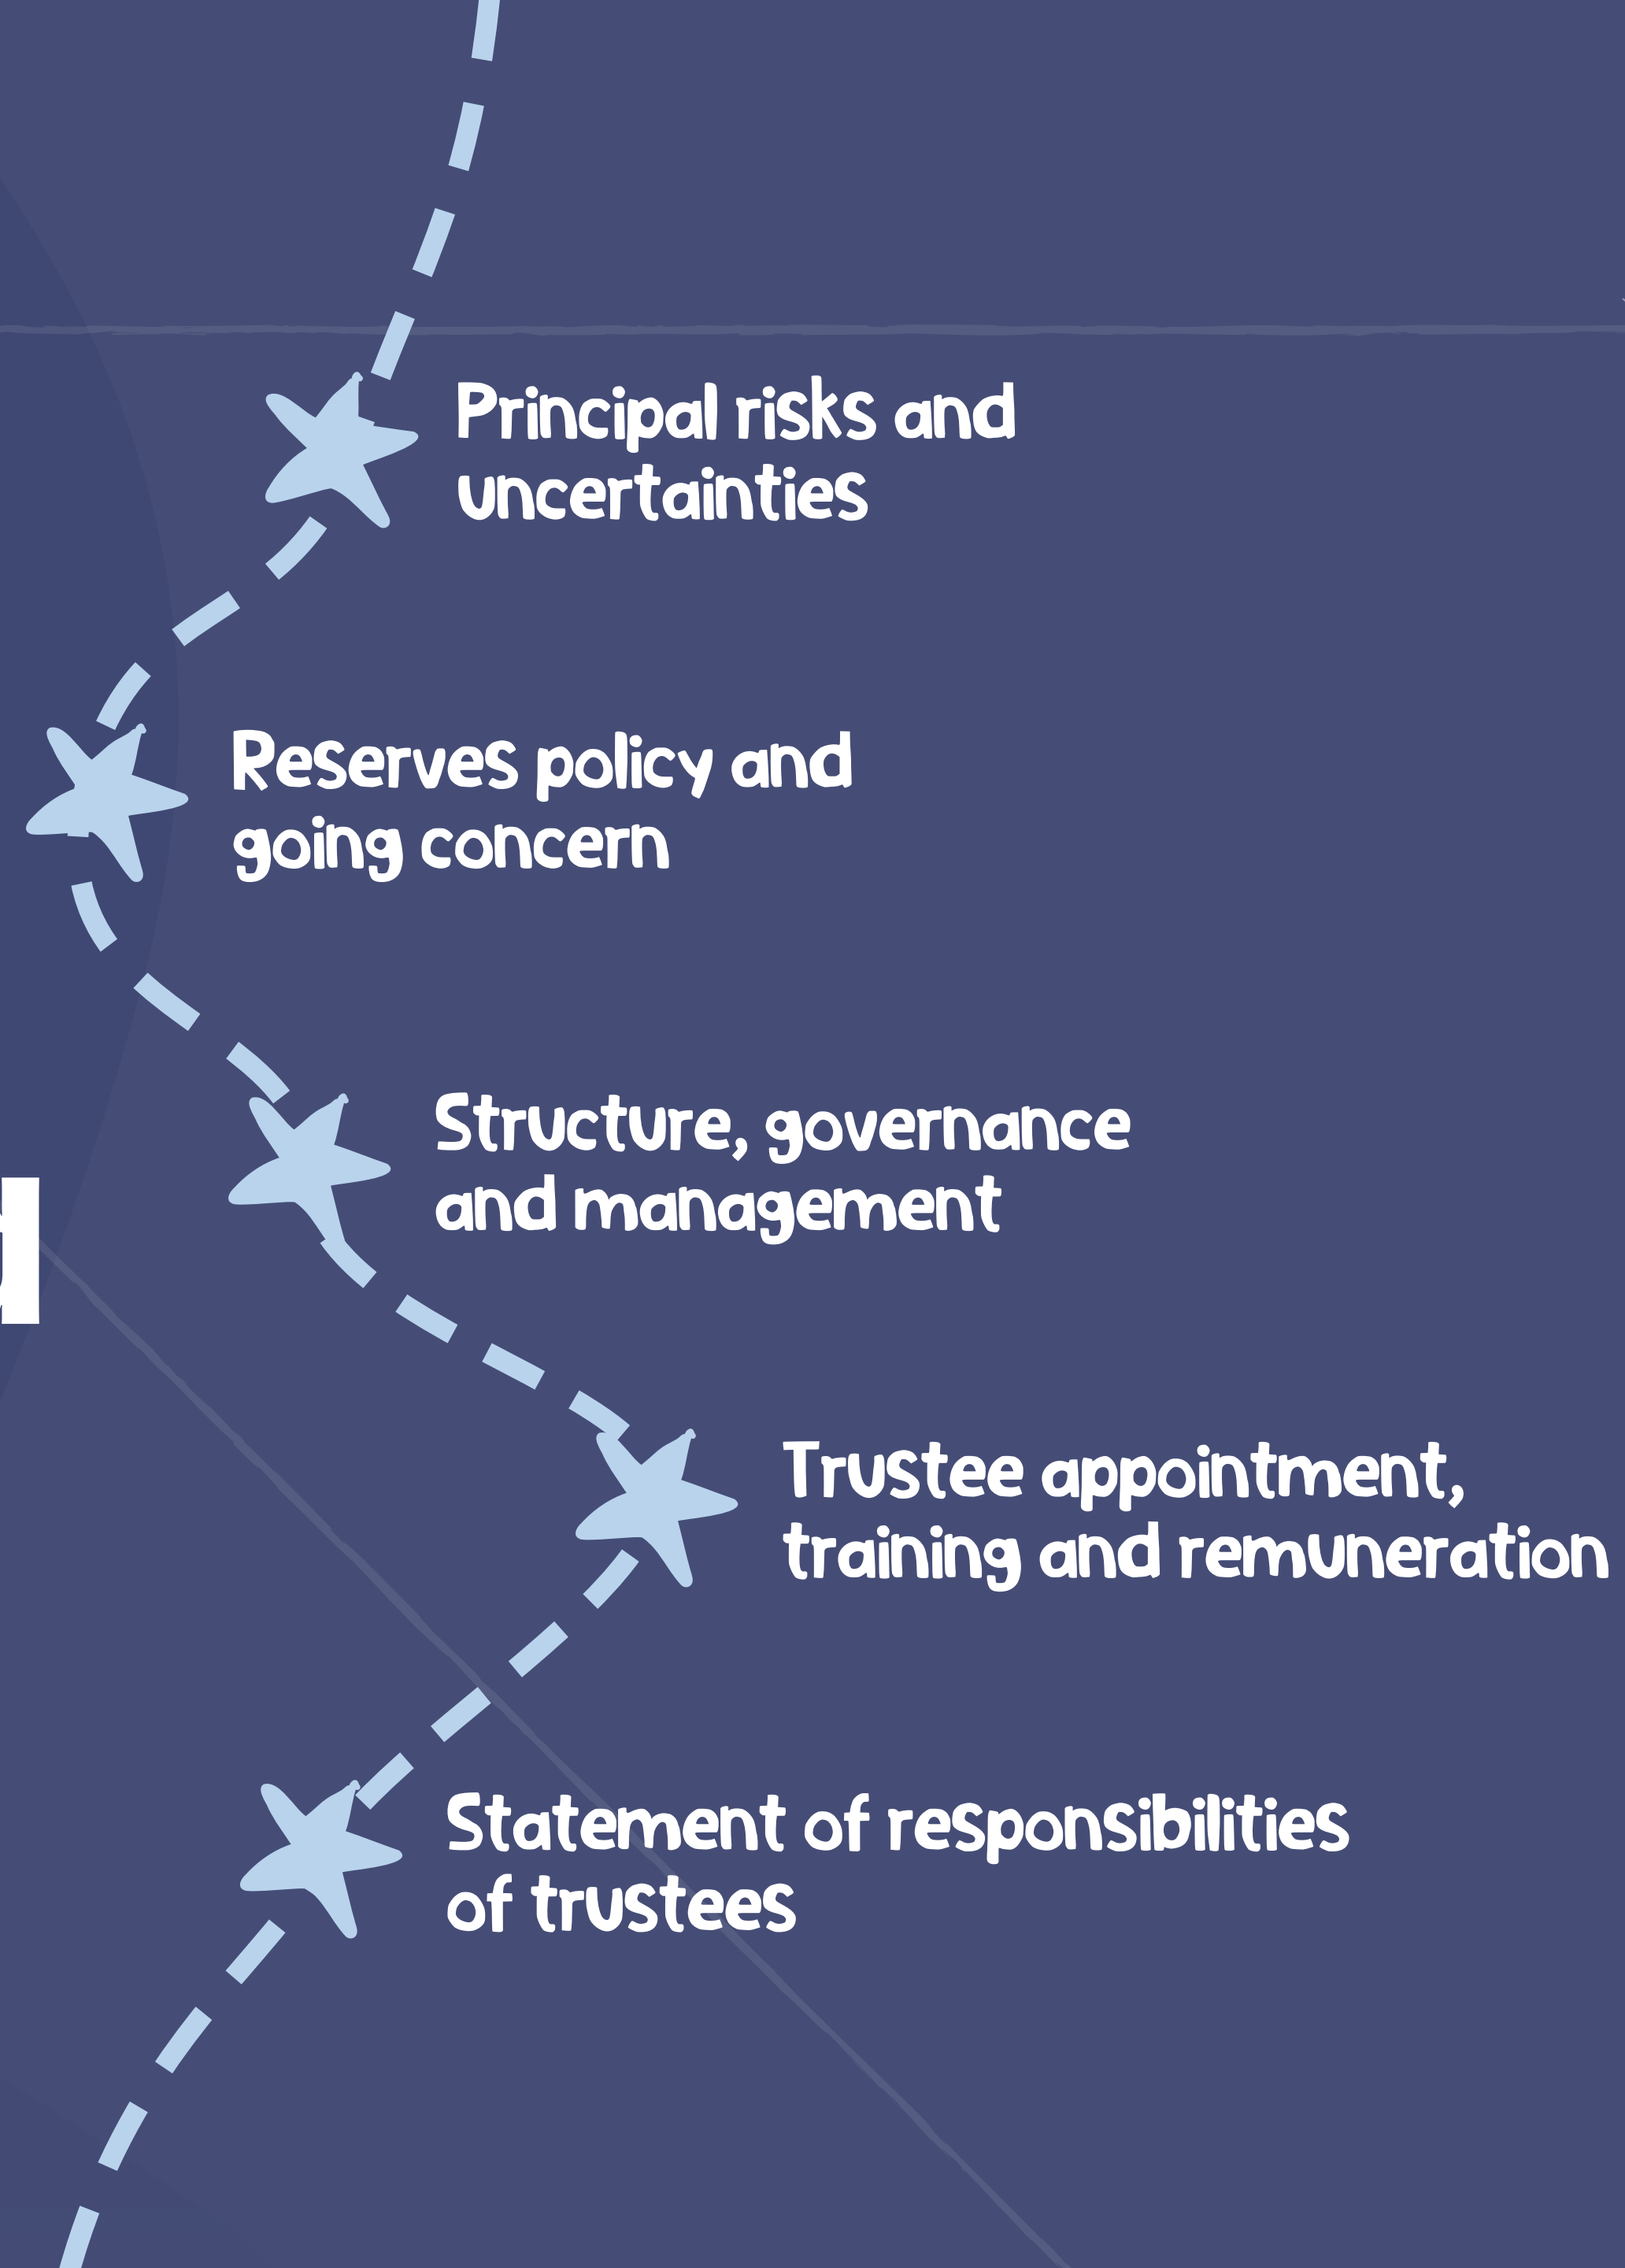 Principal risks and
uncertainties
Reserves policy and
going concern
Structure, governance
and management
Trustee appointment,
training and remuneration
Statement of responsibilities
of trustees